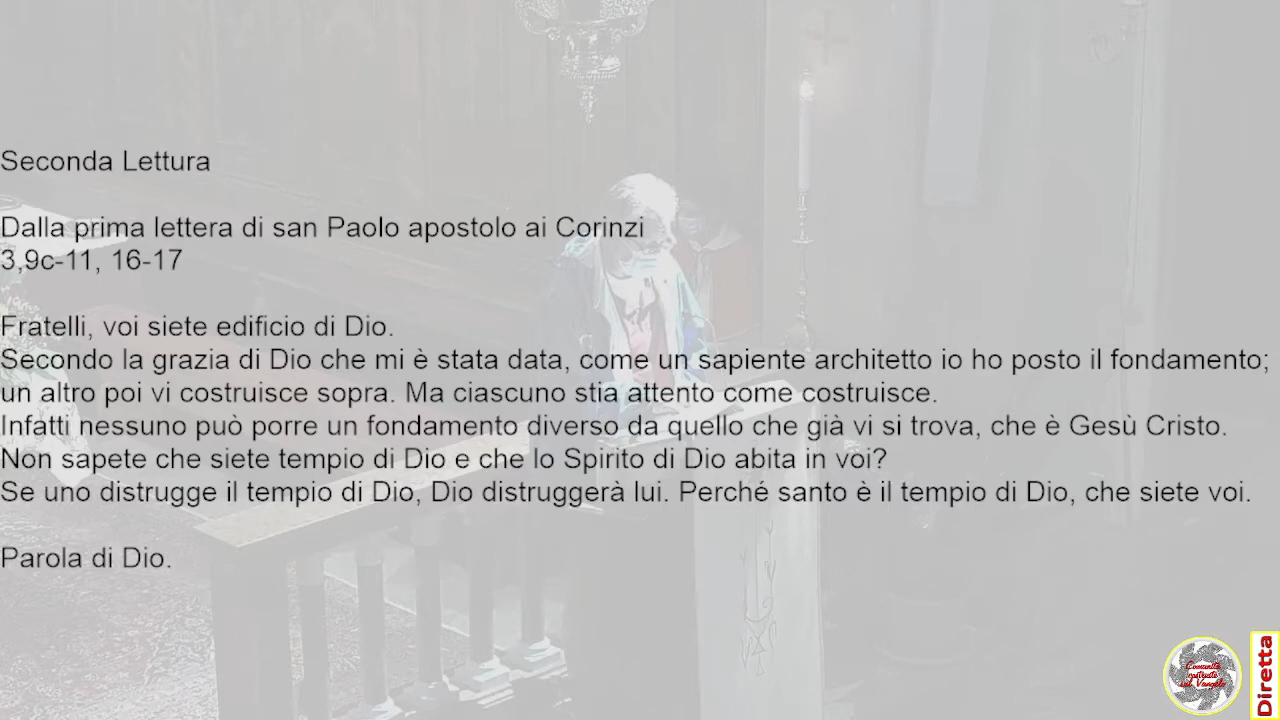 Seconda Lettura
Dalla prima lettera di san Paolo apostolo ai Corinzi
3,9c-11, 16-17
Fratelli, voi siete edificio di Dio.
Secondo la grazia di Dio che mi è stata data, come un sapiente architetto io ho posto il fondamento;
un altro poi vi costruisce sopra. Ma ciascuno stia attento come costruisce.
Infatti nessuno può porre un fondamento diverso da quello che già vi si trova, che è Gesù Cristo.
Non sapete che siete tempio di Dio e che lo Spirito di Dio abita in voi?
Se uno distrugge il tempio di Dio, Dio distruggerà lui. Perché santo è il tempio di Dio, che siete voi.
Parola di Dio.
Comunità
sul Vangelo
Diretta